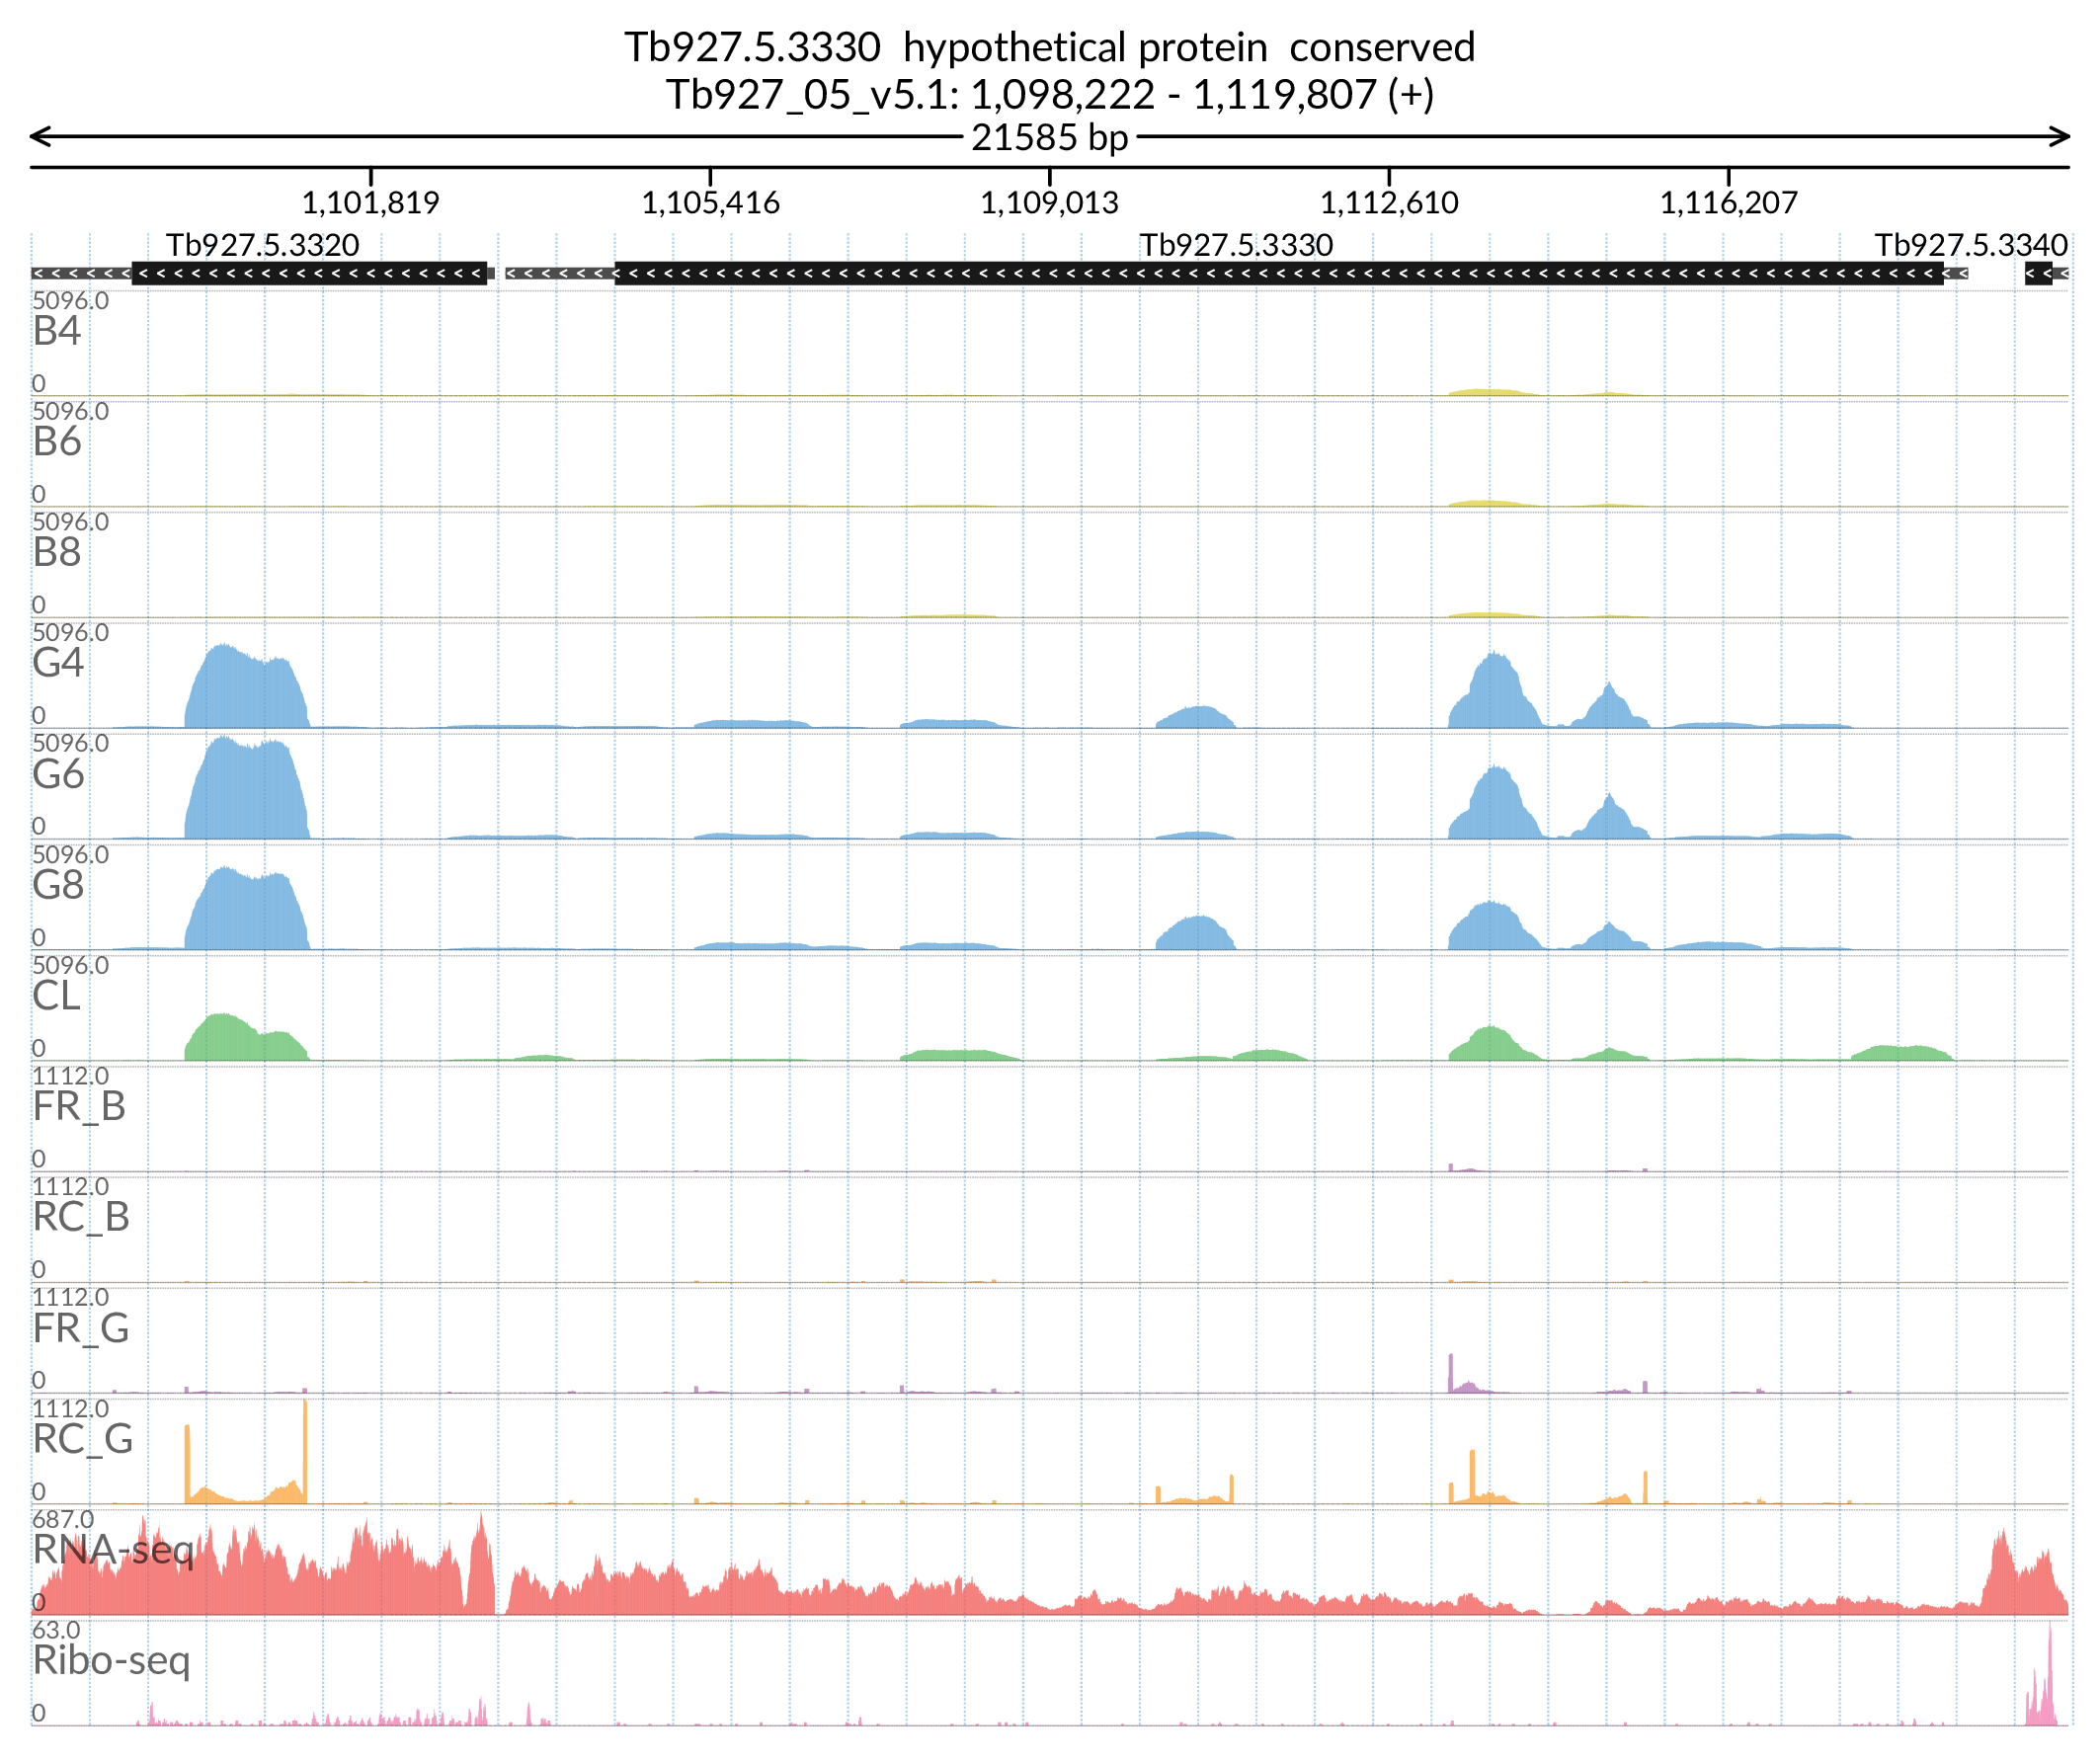 Tb927.5.3330 hypothetical protein conserved
Tb927_05_v5.1: 1,098,222 - 1,119,807 (+)
21585 bp
1,101,819 1,105,416 1,109,013 1,112,610 1,116,207
Tb927.5.3320 Tb927.5.3330 Tb927.5.3340
5096.0
B4
0
5096.0
B6
0
5096.0
B8
0
5096.0
G4
0
5096.0
G6
0
5096.0
G8
0
5096.0
CL
0
1112.0
FR_B
0
1112.0
RC_B
0
1112.0
FR_G
0
1112.0
RC_G
0
687.0
RNA-seq
0
63.0
Ribo-seq
0